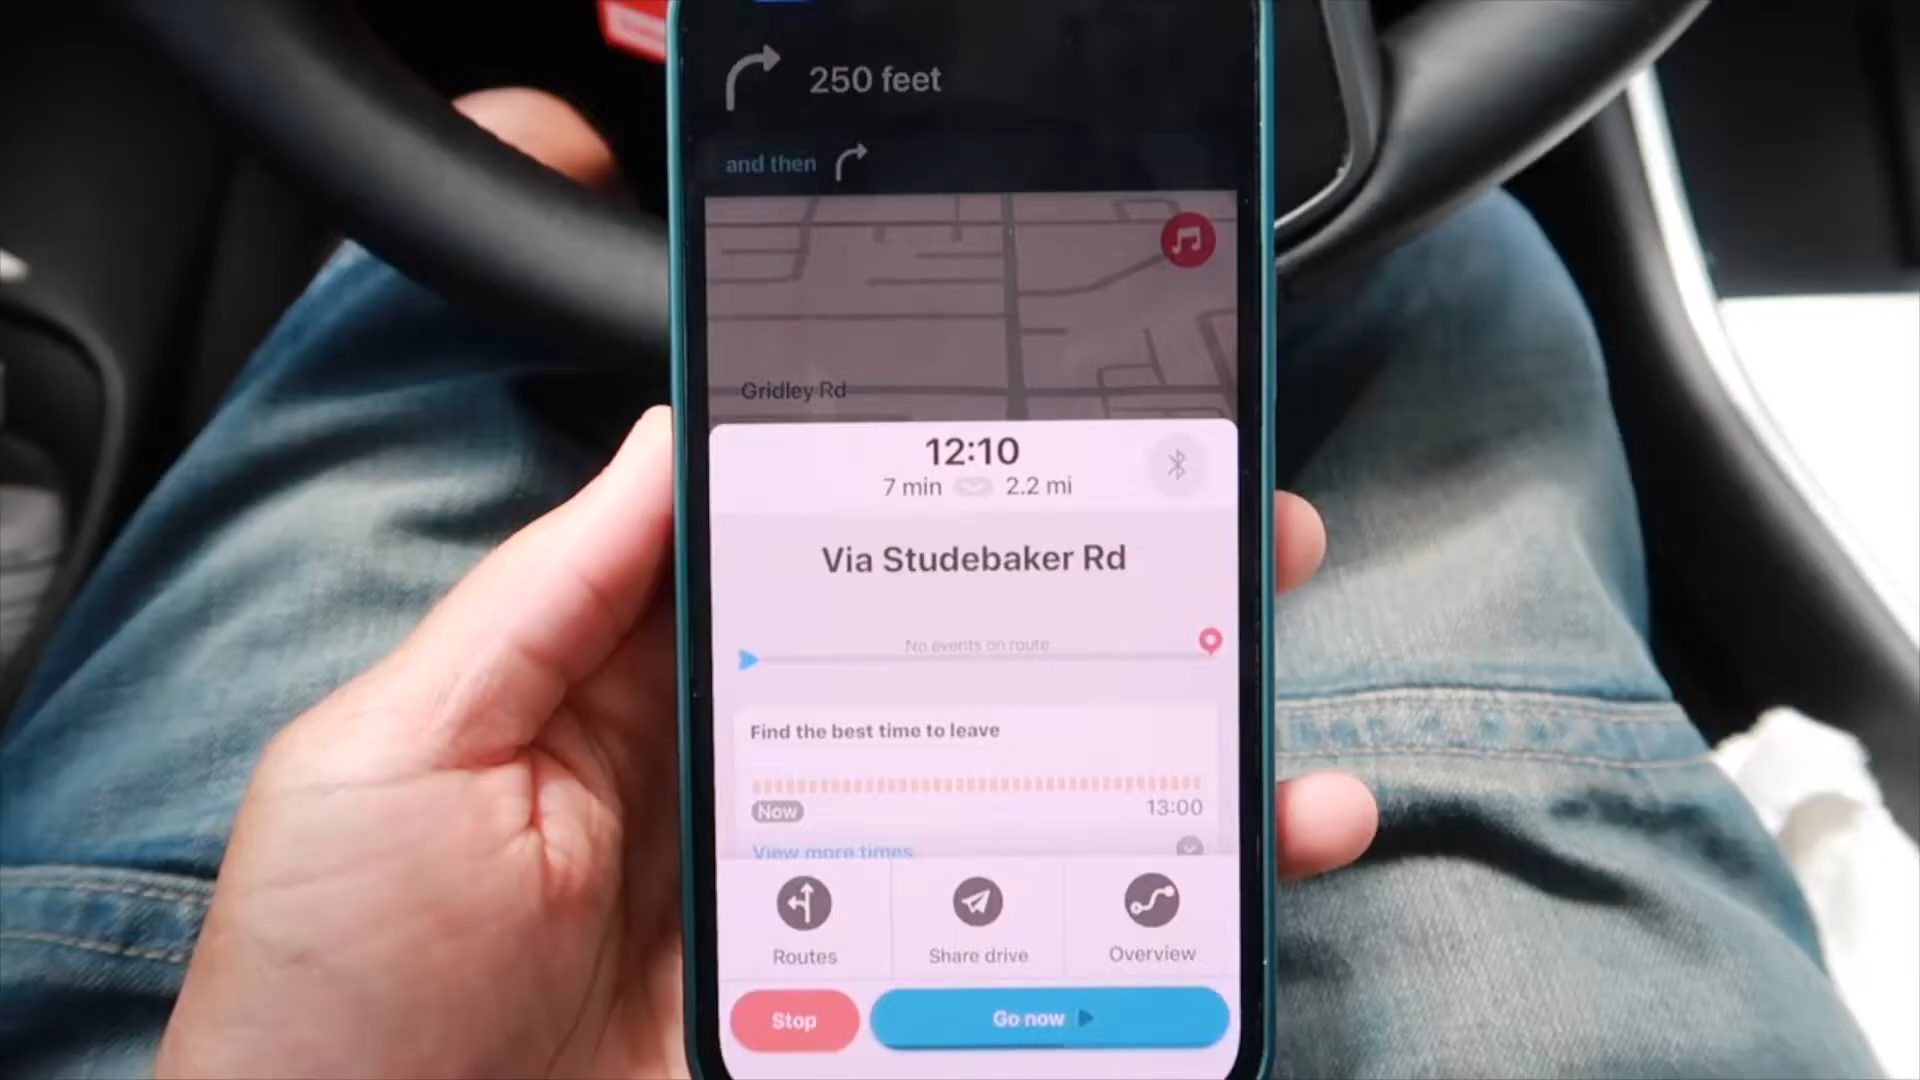 250 feet
and then
Gridley Rd
12:10
7 min 2.2 mi
Via Studebaker Rd
No events on route
Find the best time to leave
Now 13:00
View more times
Routes Share drive Overview
Stop Go now